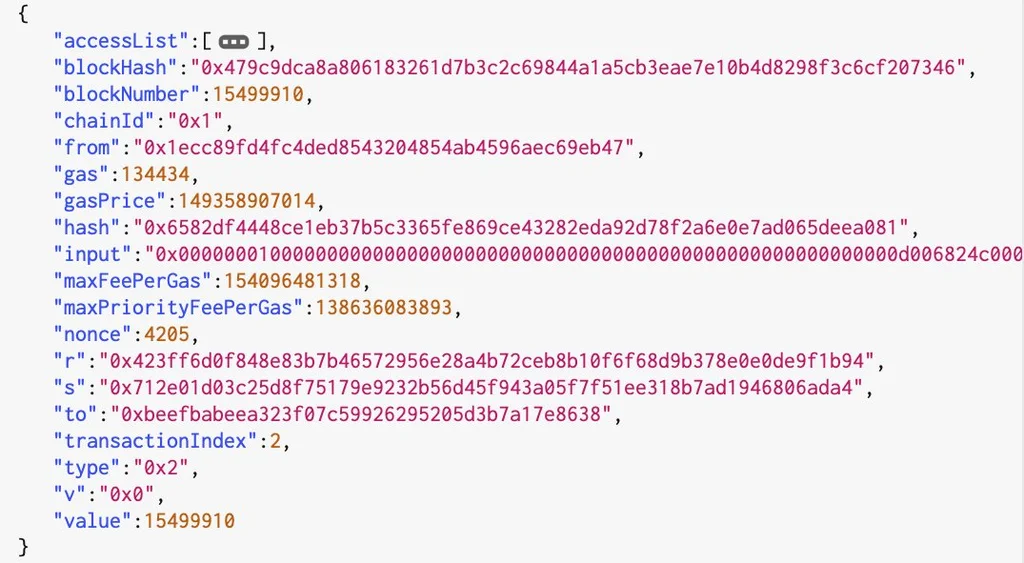 {
"accessList":[ ],
"blockHash":"0x479c9dca8a806183261d7b3c2c69844a1a5cb3eae7e10b4d8298f3c6cf207346",
"blockNumber":15499910,
"chainId":"0x1",
"from":"0x1ecc89fd4fc4ded8543204854ab4596aec69eb47",
"gas":134434,
"gasPrice":149358907014,
"hash":"0x6582df4448ce1eb37b5c3365fe869ce43282eda92d78f2a6e0e7ad065deea081",
"input":"0x0000000100000000000000000000000000000000000000000000000000000000d006824c000
"maxFeePerGas":154096481318,
"maxPriorityFeePerGas":138636083893,
"nonce":4205,
"r":"0x423ff6d0f848e83b7b46572956e28a4b72ceb8b10f6f68d9b378e0e0de9f1b94",
"s":"0x712e01d03c25d8f75179e9232b56d45f943a05f7f51ee318b7ad1946806ada4",
"to":"0xbeefbabeea323f07c59926295205d3b7a17e8638",
"transactionIndex":2,
"type":"0x2",
"v":"0x0",
"value":15499910
}